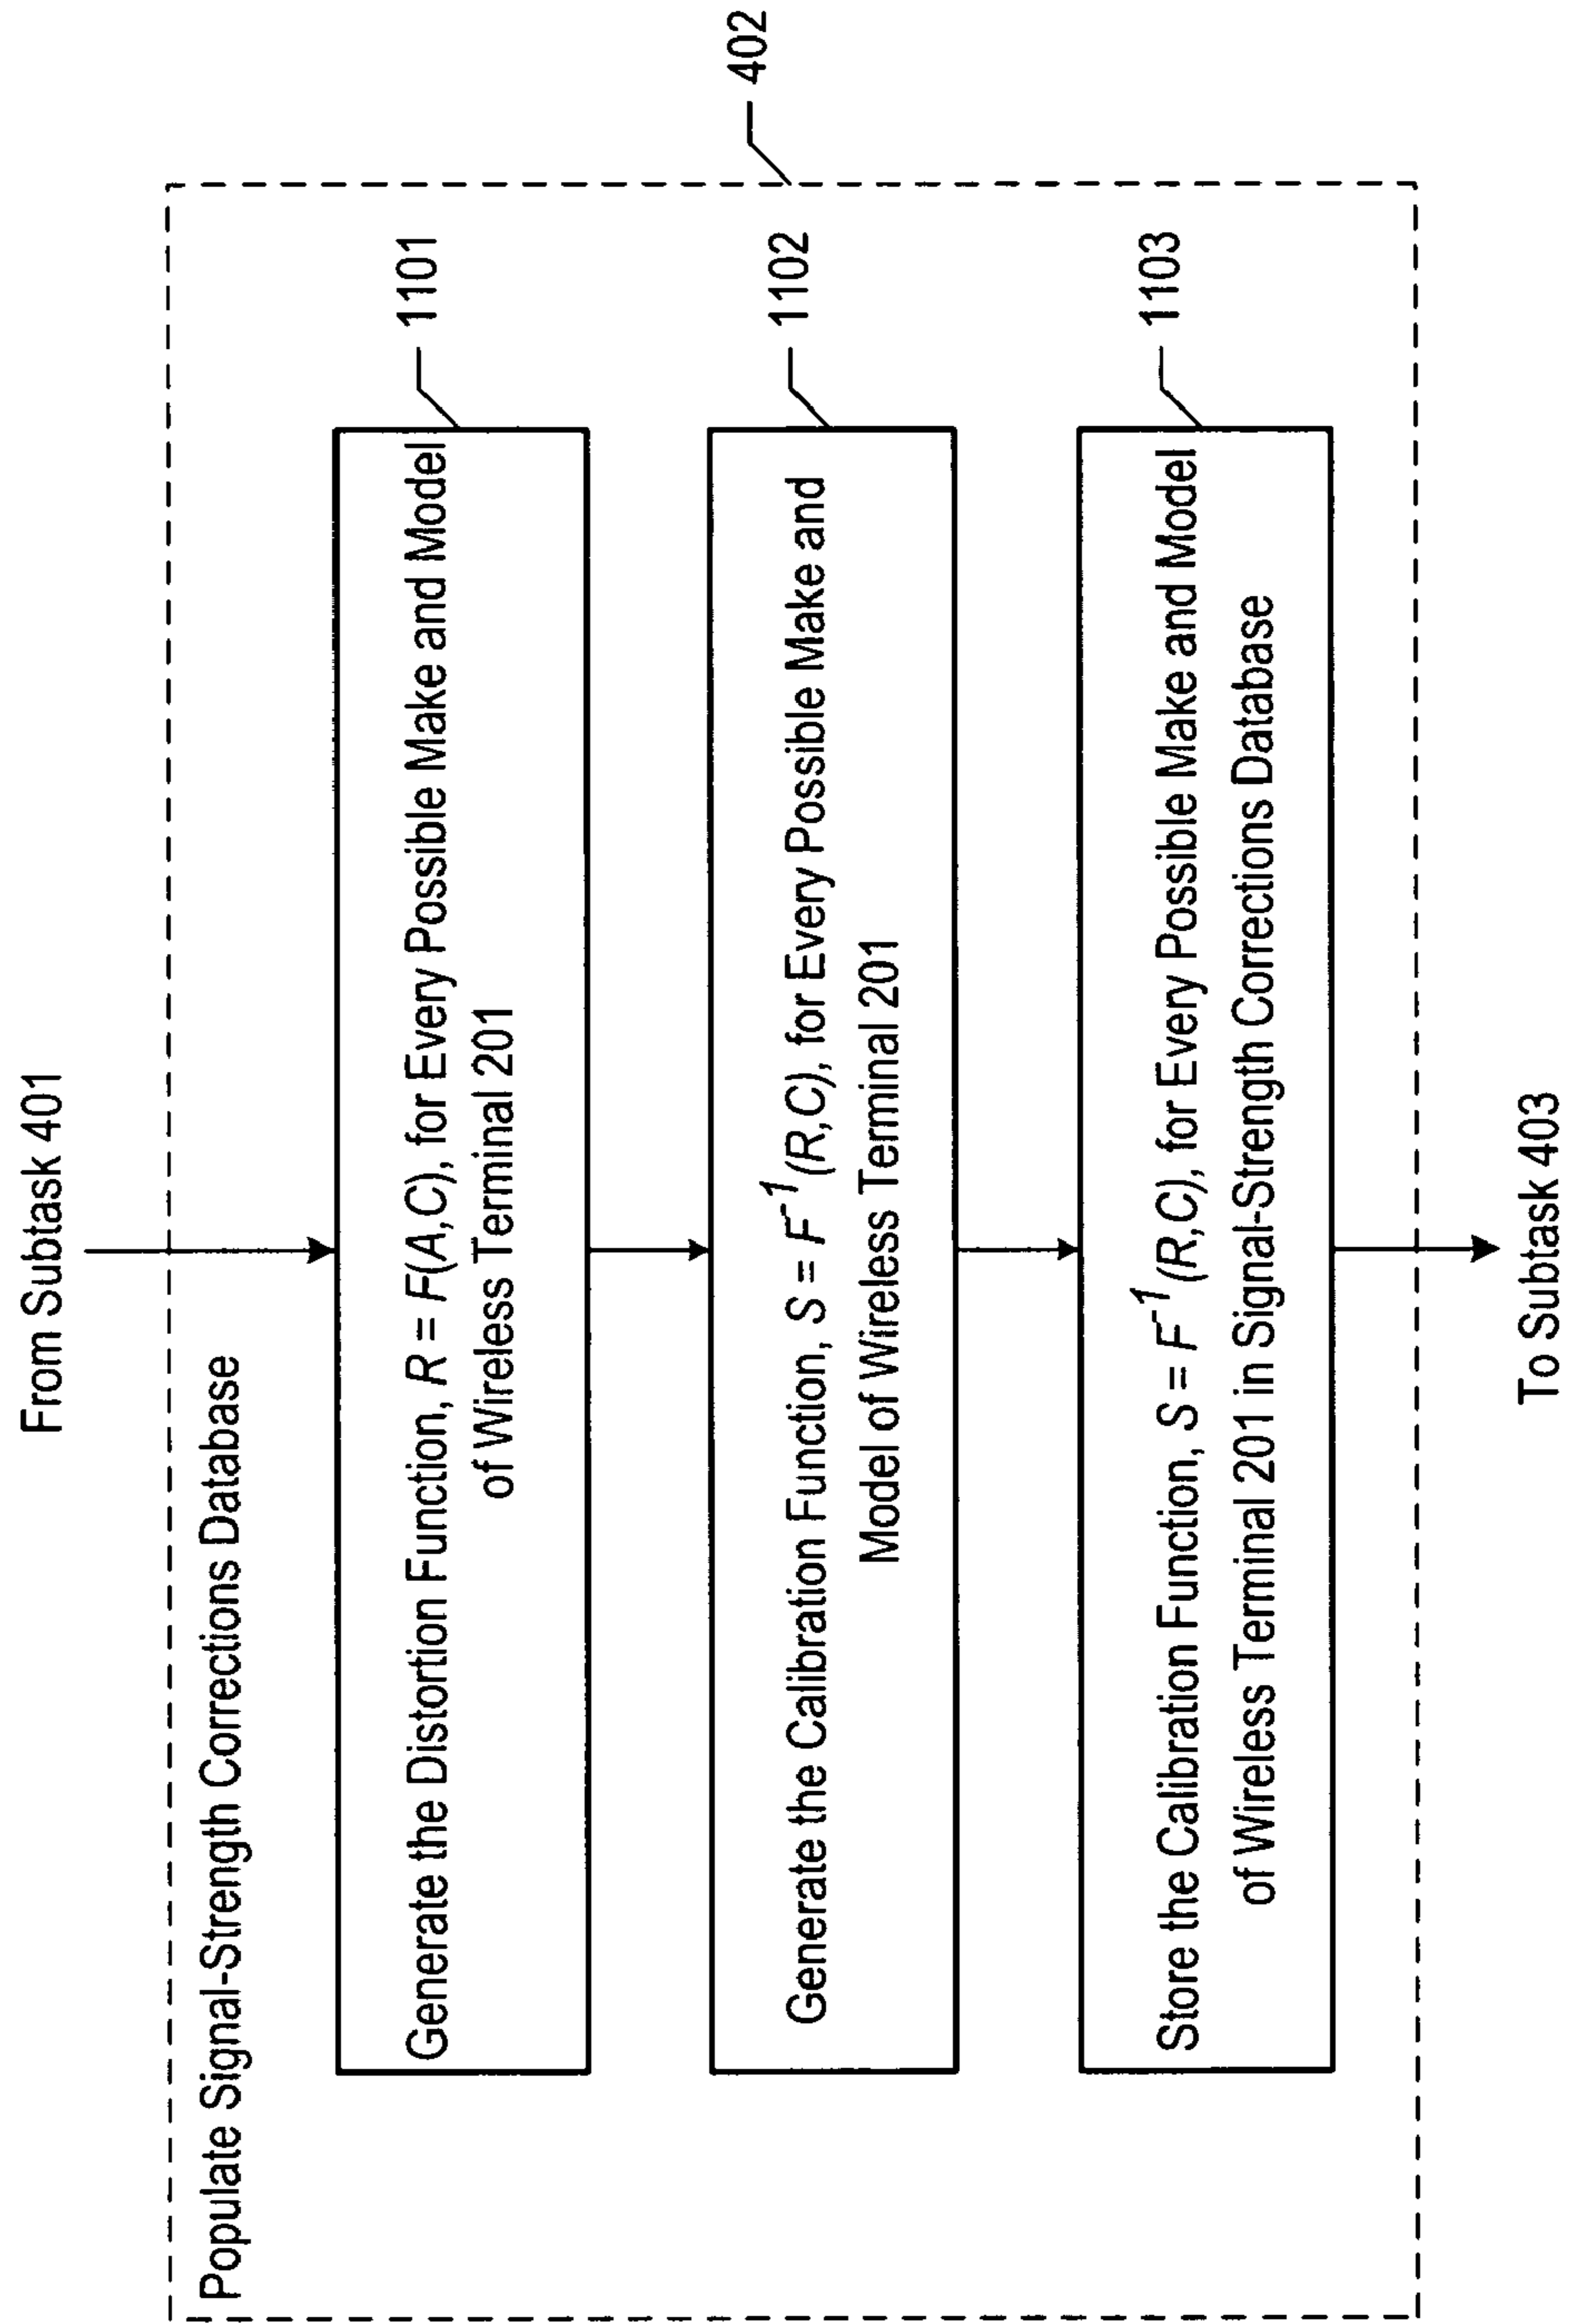 From Subtask 401
Populate Signal-Strength Corrections Database
402
Generate the Distortion Function, R = F(A,C), for Every Possible Make and Model
of Wireless Terminal 201
1101
Generate the Calibration Function, S = F⁻¹(R,C), for Every Possible Make and
Model of Wireless Terminal 201
1102
Store the Calibration Function, S = F⁻¹(R,C), for Every Possible Make and Model
of Wireless Terminal 201 in Signal-Strength Corrections Database
1103
To Subtask 403